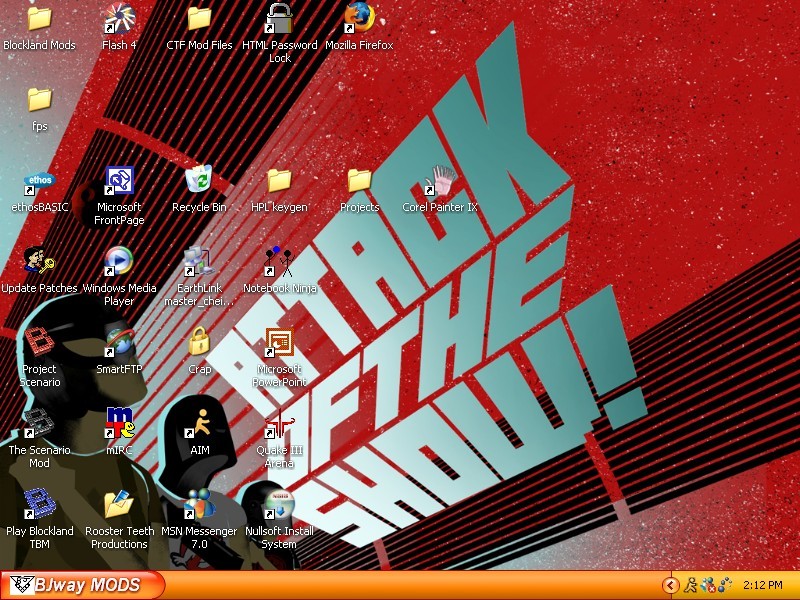 Blockland Mods
Flash 4
CTF Mod Files
HTML Password
Lock
Mozilla Firefox
fps
ethos
ethosBASIC
Microsoft
FrontPage
Recycle Bin
HPL keygen
Projects
Corel Painter IX
Update Patches
Windows Media
Player
EarthLink
master_chei...
Notebook Ninja
Project
Scenario
SmartFTP
Crap
Microsoft
PowerPoint
The Scenario
Mod
mIRC
AIM
Quake III
Arena
Play Blockland
TBM
Rooster Teeth
Productions
MSN Messenger
7.0
Nullsoft Install
System
ATTACK
OF THE
SHOW!
BJway MODS
2:12 PM